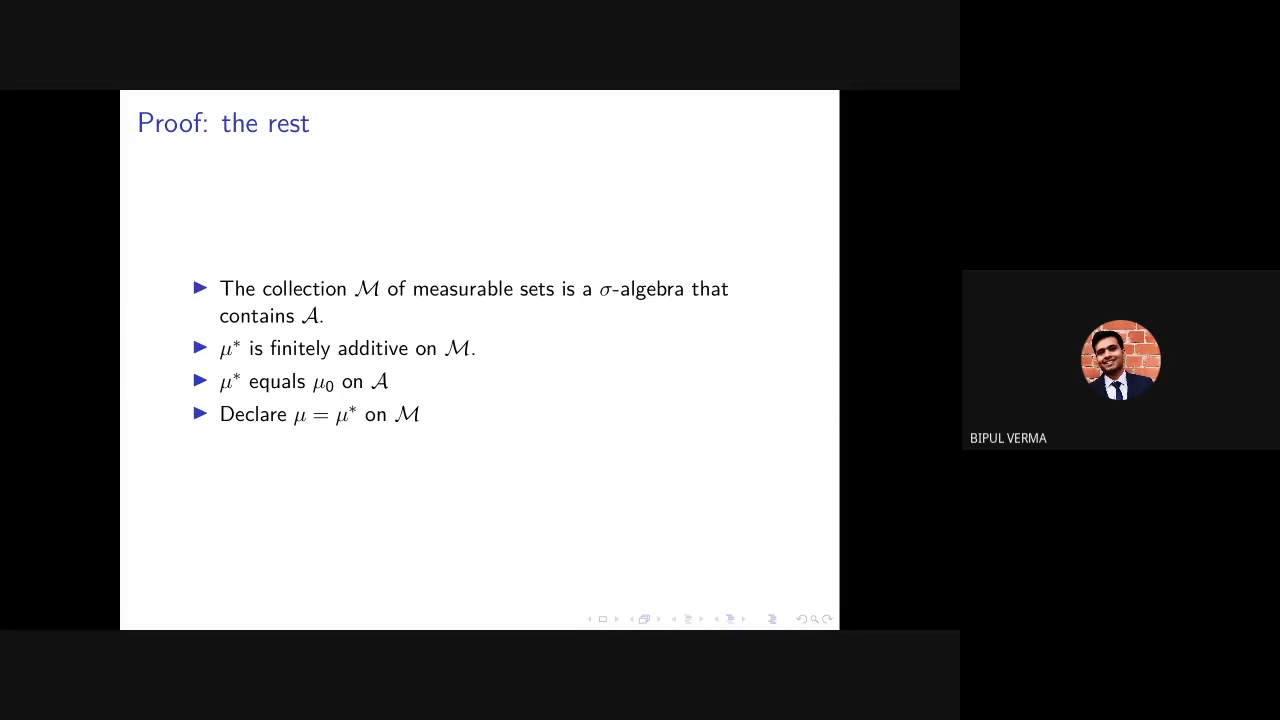 Proof: the rest
▶ The collection ℳ of measurable sets is a σ-algebra that
contains 𝒜.
▶ μ* is finitely additive on ℳ.
▶ μ* equals μ₀ on 𝒜
▶ Declare μ = μ* on ℳ
BIPUL VERMA